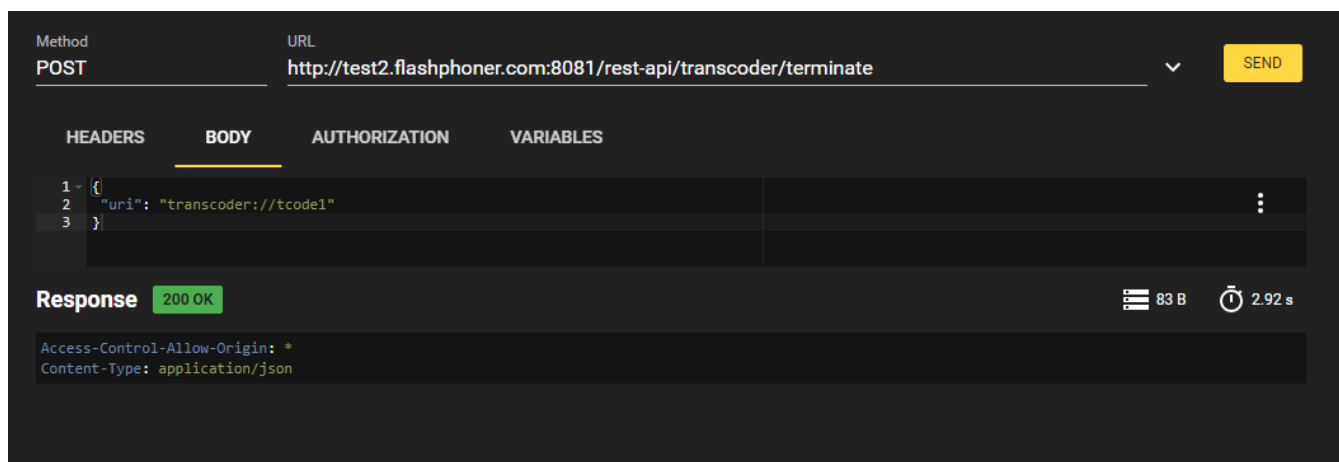 Method
URL
POST
http://test2.flashphoner.com:8081/rest-api/transcoder/terminate
SEND
HEADERS BODY AUTHORIZATION VARIABLES
1 {
2 "uri": "transcoder://tcode1"
3 }
Response 200 OK 83 B 2.92 s
Access-Control-Allow-Origin: *
Content-Type: application/json